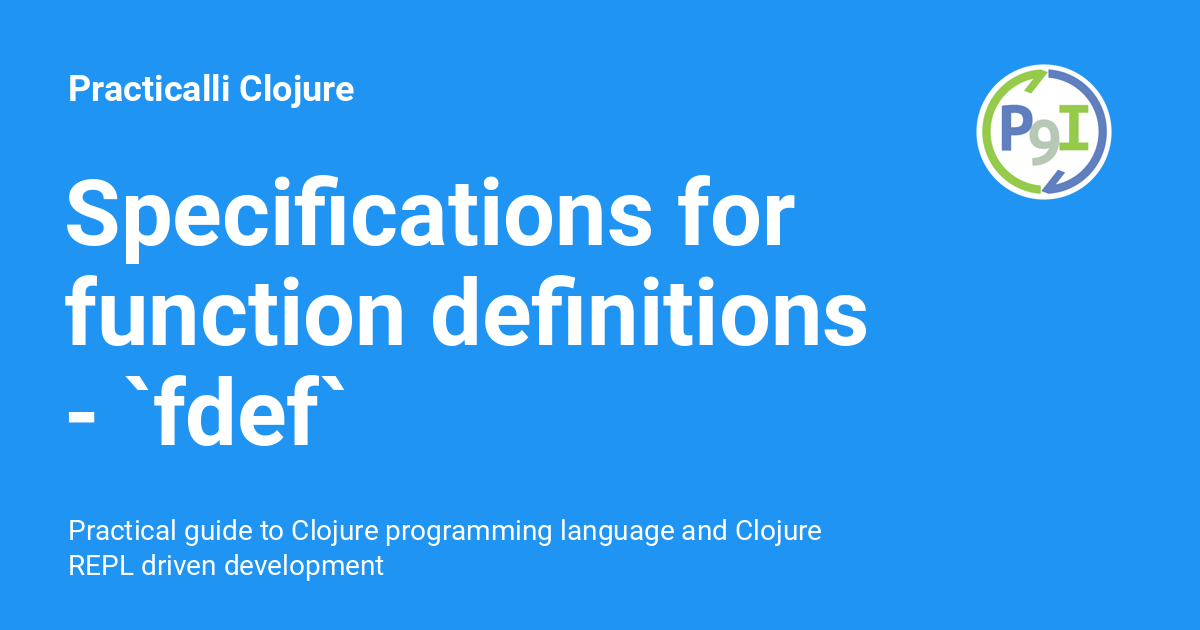 Practicalli Clojure
P9I
Specifications for
function definitions
- `fdef`
Practical guide to Clojure programming language and Clojure
REPL driven development